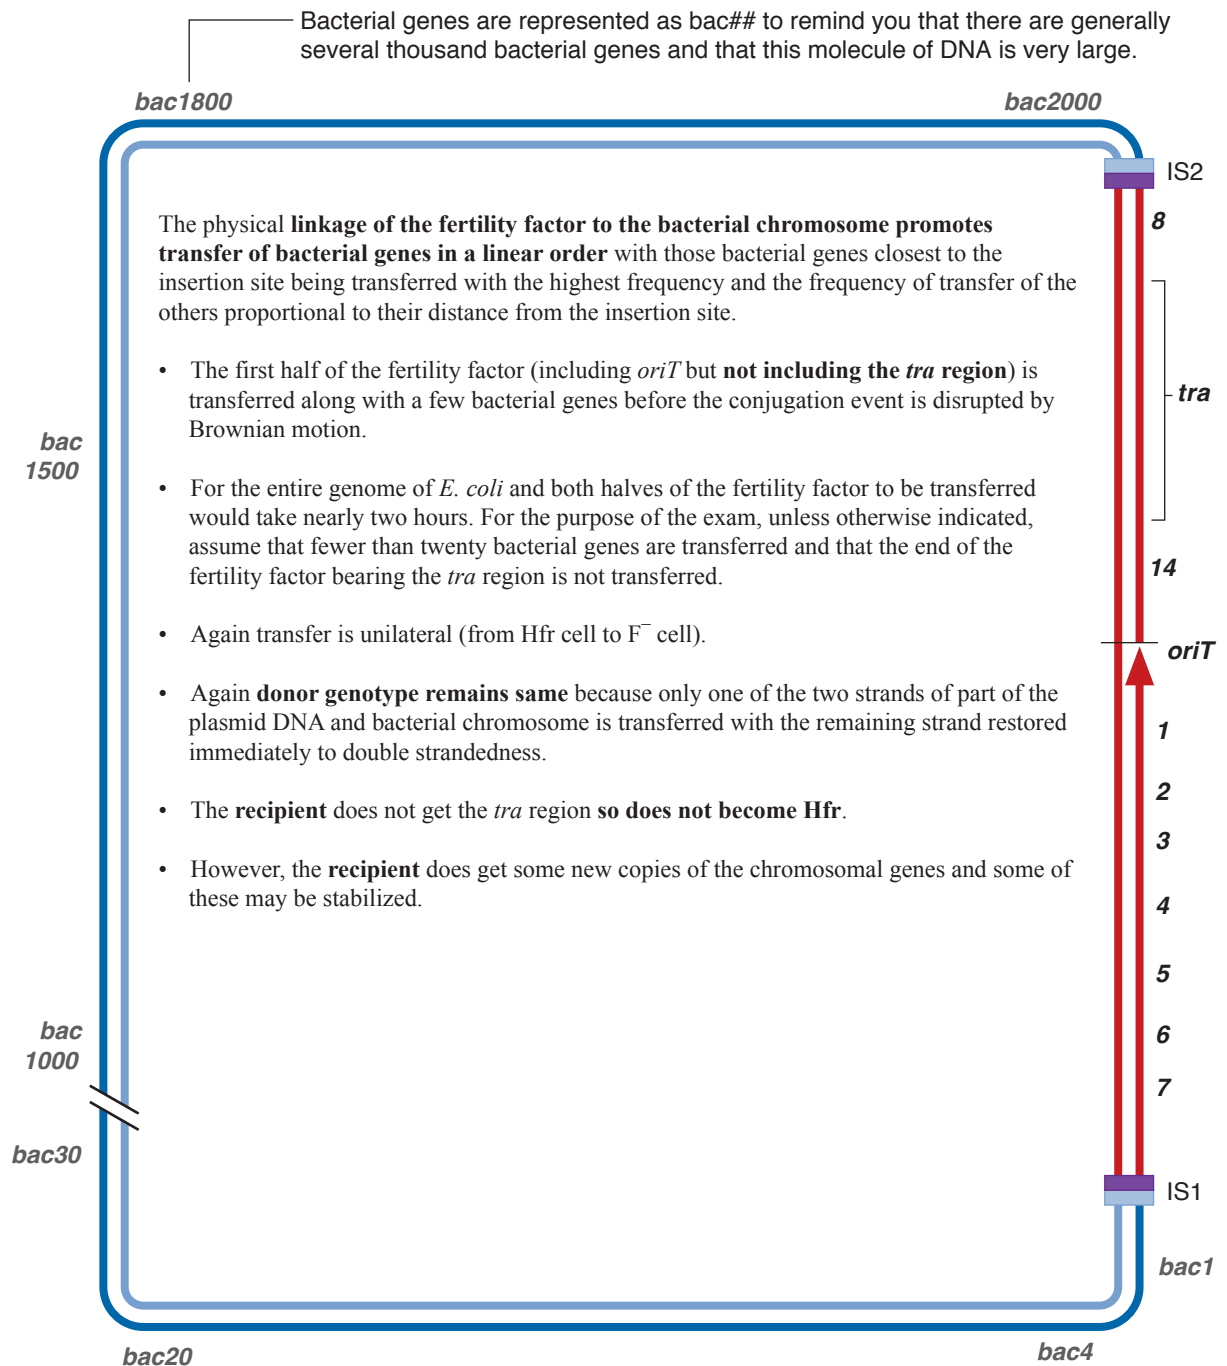 Bacterial genes are represented as bac## to remind you that there are generally
several thousand bacterial genes and that this molecule of DNA is very large.
bac1800
bac2000
IS2
8
The physical linkage of the fertility factor to the bacterial chromosome promotes
transfer of bacterial genes in a linear order with those bacterial genes closest to the
insertion site being transferred with the highest frequency and the frequency of transfer of the
others proportional to their distance from the insertion site.
• The first half of the fertility factor (including oriT but not including the tra region) is
transferred along with a few bacterial genes before the conjugation event is disrupted by
Brownian motion.
tra
bac
1500
• For the entire genome of E. coli and both halves of the fertility factor to be transferred
would take nearly two hours. For the purpose of the exam, unless otherwise indicated,
assume that fewer than twenty bacterial genes are transferred and that the end of the
fertility factor bearing the tra region is not transferred.
14
• Again transfer is unilateral (from Hfr cell to F⁻ cell).
oriT
• Again donor genotype remains same because only one of the two strands of part of the
plasmid DNA and bacterial chromosome is transferred with the remaining strand restored
immediately to double strandedness.
1
2
• The recipient does not get the tra region so does not become Hfr.
3
• However, the recipient does get some new copies of the chromosomal genes and some of
these may be stabilized.
4
5
6
bac
1000
7
bac30
IS1
bac1
bac20
bac4